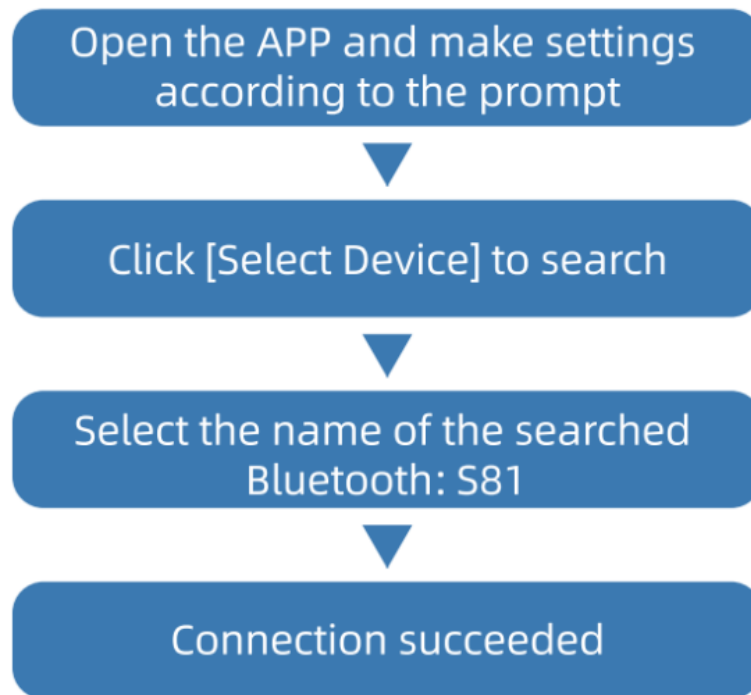 Open the APP and make settings
according to the prompt
Click [Select Device] to search
Select the name of the searched
Bluetooth: S81
Connection succeeded